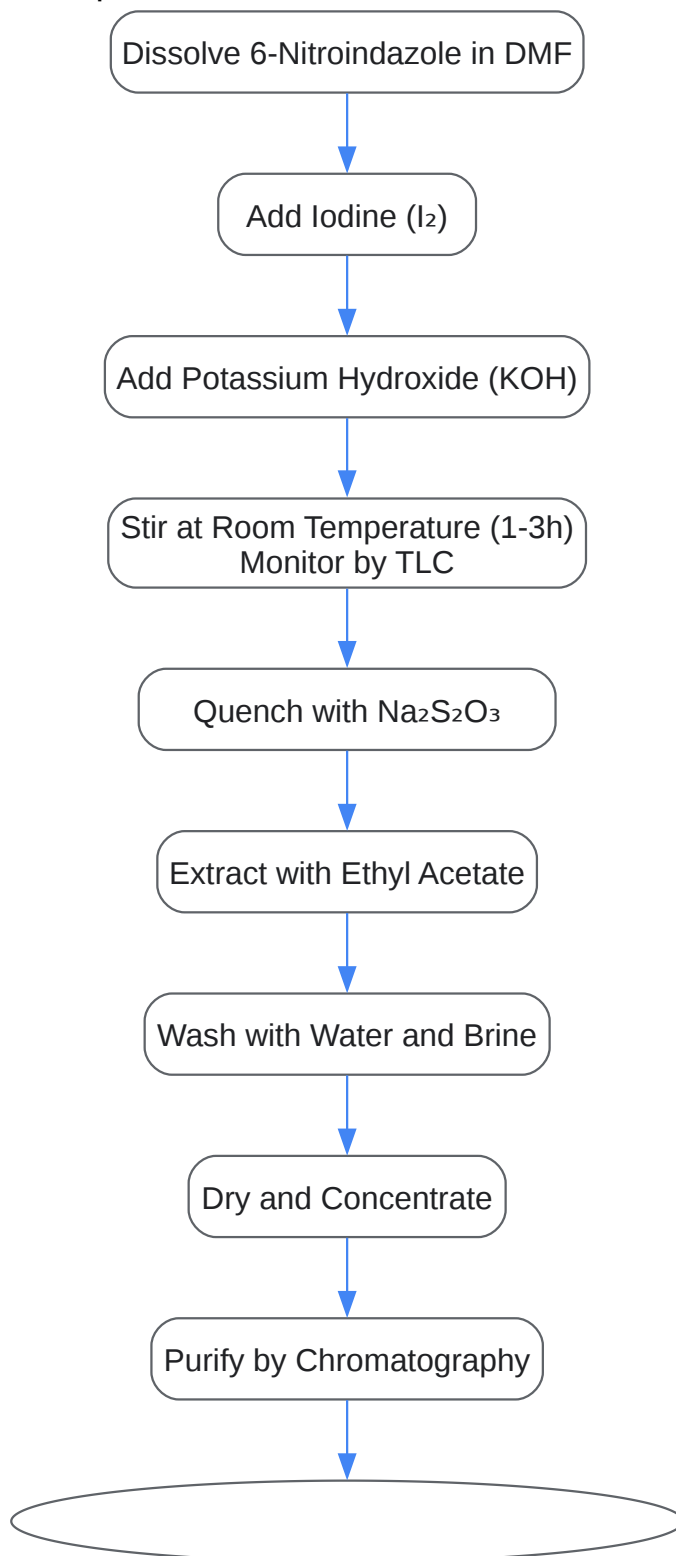 Dissolve 6-Nitroindazole in DMF
Add Iodine (I₂)
Add Potassium Hydroxide (KOH)
Stir at Room Temperature (1-3h)
Monitor by TLC
Quench with Na₂S₂O₃
Extract with Ethyl Acetate
Wash with Water and Brine
Dry and Concentrate
Purify by Chromatography